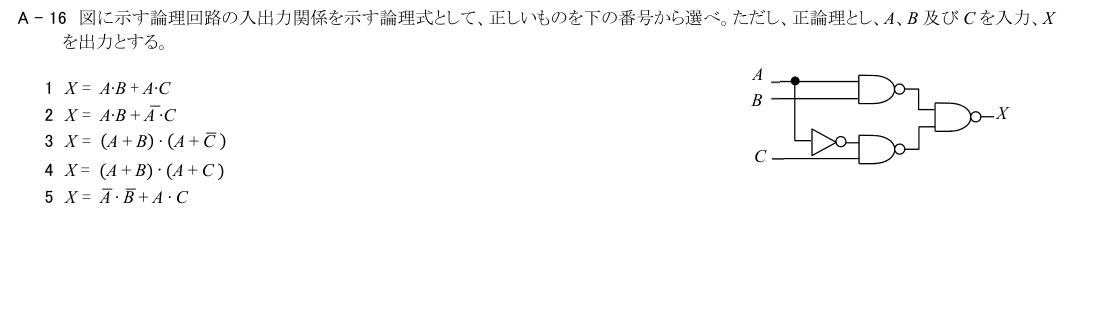 A－16 図に示す論理回路の入出力関係を示す論理式として、正しいものを下の番号から選べ。ただし、正論理とし、A、B 及び C を入力、X
を出力とする。
1 X = A·B + A·C
2 X = A·B + A̅·C
3 X = (A + B)·(A + C̅)
4 X = (A + B)·(A + C)
5 X = A̅·B̅ + A·C
A
B
C
X